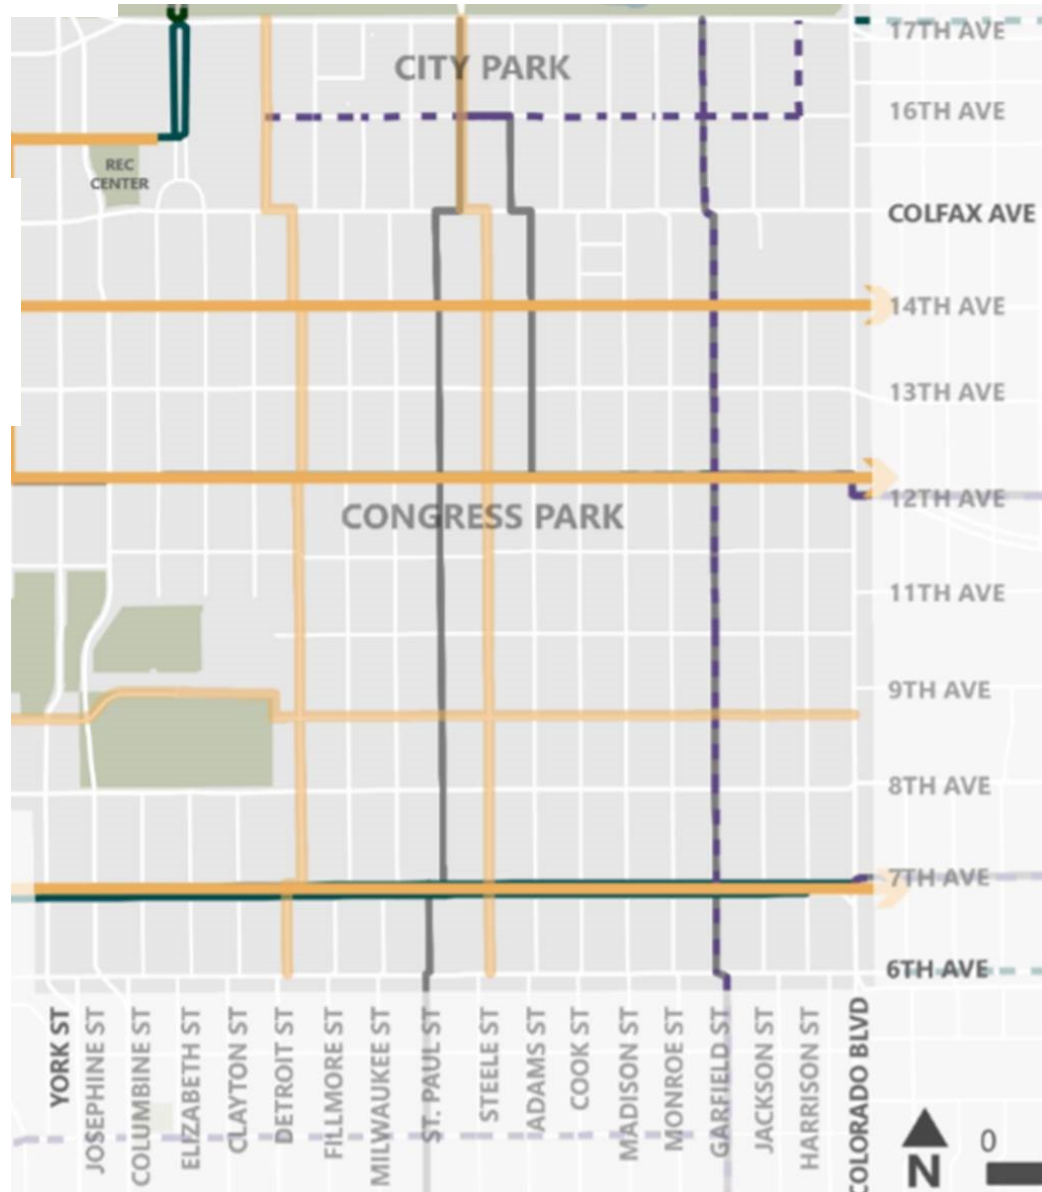 17TH AVE
CITY PARK
16TH AVE
REC
CENTER
COLFAX AVE
14TH AVE
13TH AVE
12TH AVE
CONGRESS PARK
11TH AVE
9TH AVE
8TH AVE
7TH AVE
6TH AVE
YORK ST
JOSEPHINE ST
COLUMBINE ST
ELIZABETH ST
CLAYTON ST
DETROIT ST
FILLMORE ST
MILWAUKEE ST
ST. PAUL ST
STEELE ST
ADAMS ST
COOK ST
MADISON ST
MONROE ST
GARFIELD ST
JACKSON ST
HARRISON ST
COLORADO BLVD
N
0